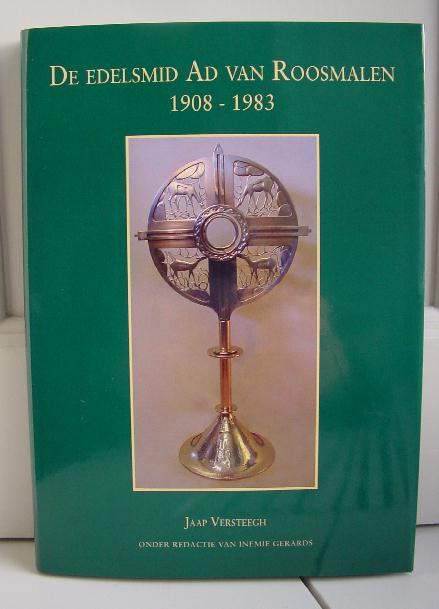 De edelsmid Ad van Roosmalen
1908 - 1983
Jaap Versteegh
onder redactie van Inemie Gerards